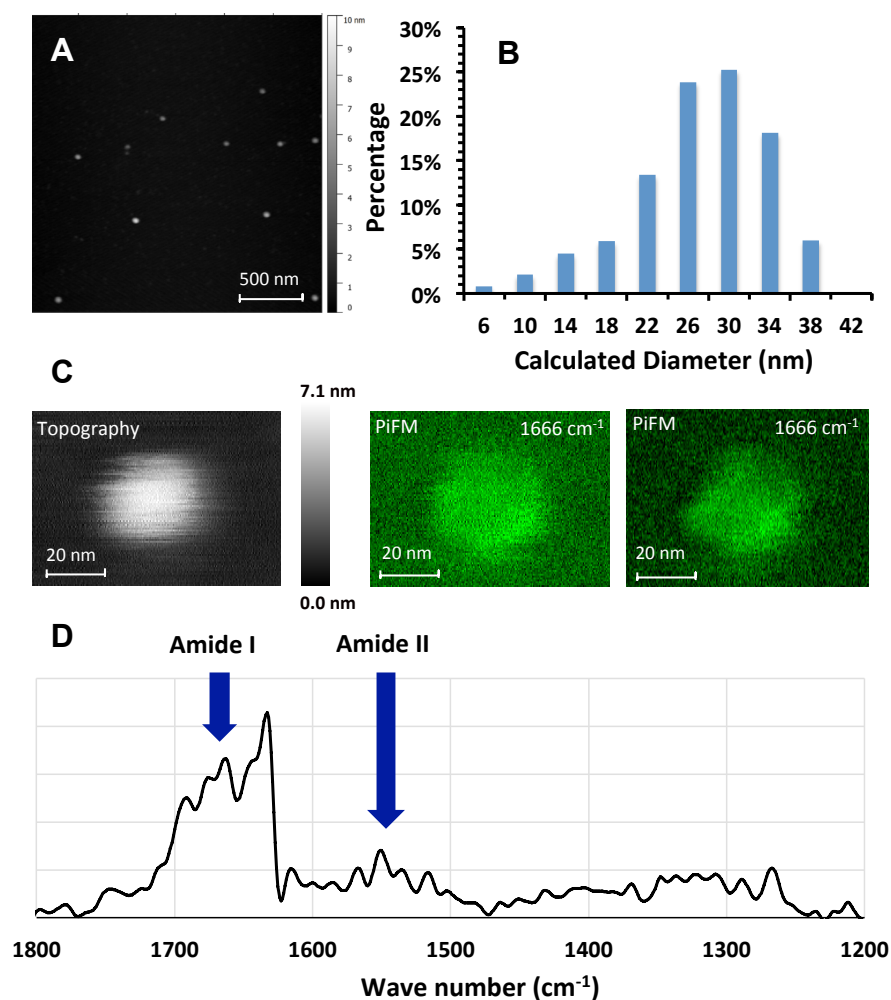 A
10 nm
9
8
7
6
5
4
3
2
1
0
500 nm
B
Percentage
30%
25%
20%
15%
10%
5%
0%
6 10 14 18 22 26 30 34 38 42
Calculated Diameter (nm)
C
Topography
20 nm
7.1 nm
0.0 nm
PiFM 1666 cm⁻¹
20 nm
PiFM 1666 cm⁻¹
20 nm
D
Amide I Amide II
1800 1700 1600 1500 1400 1300 1200
Wave number (cm⁻¹)